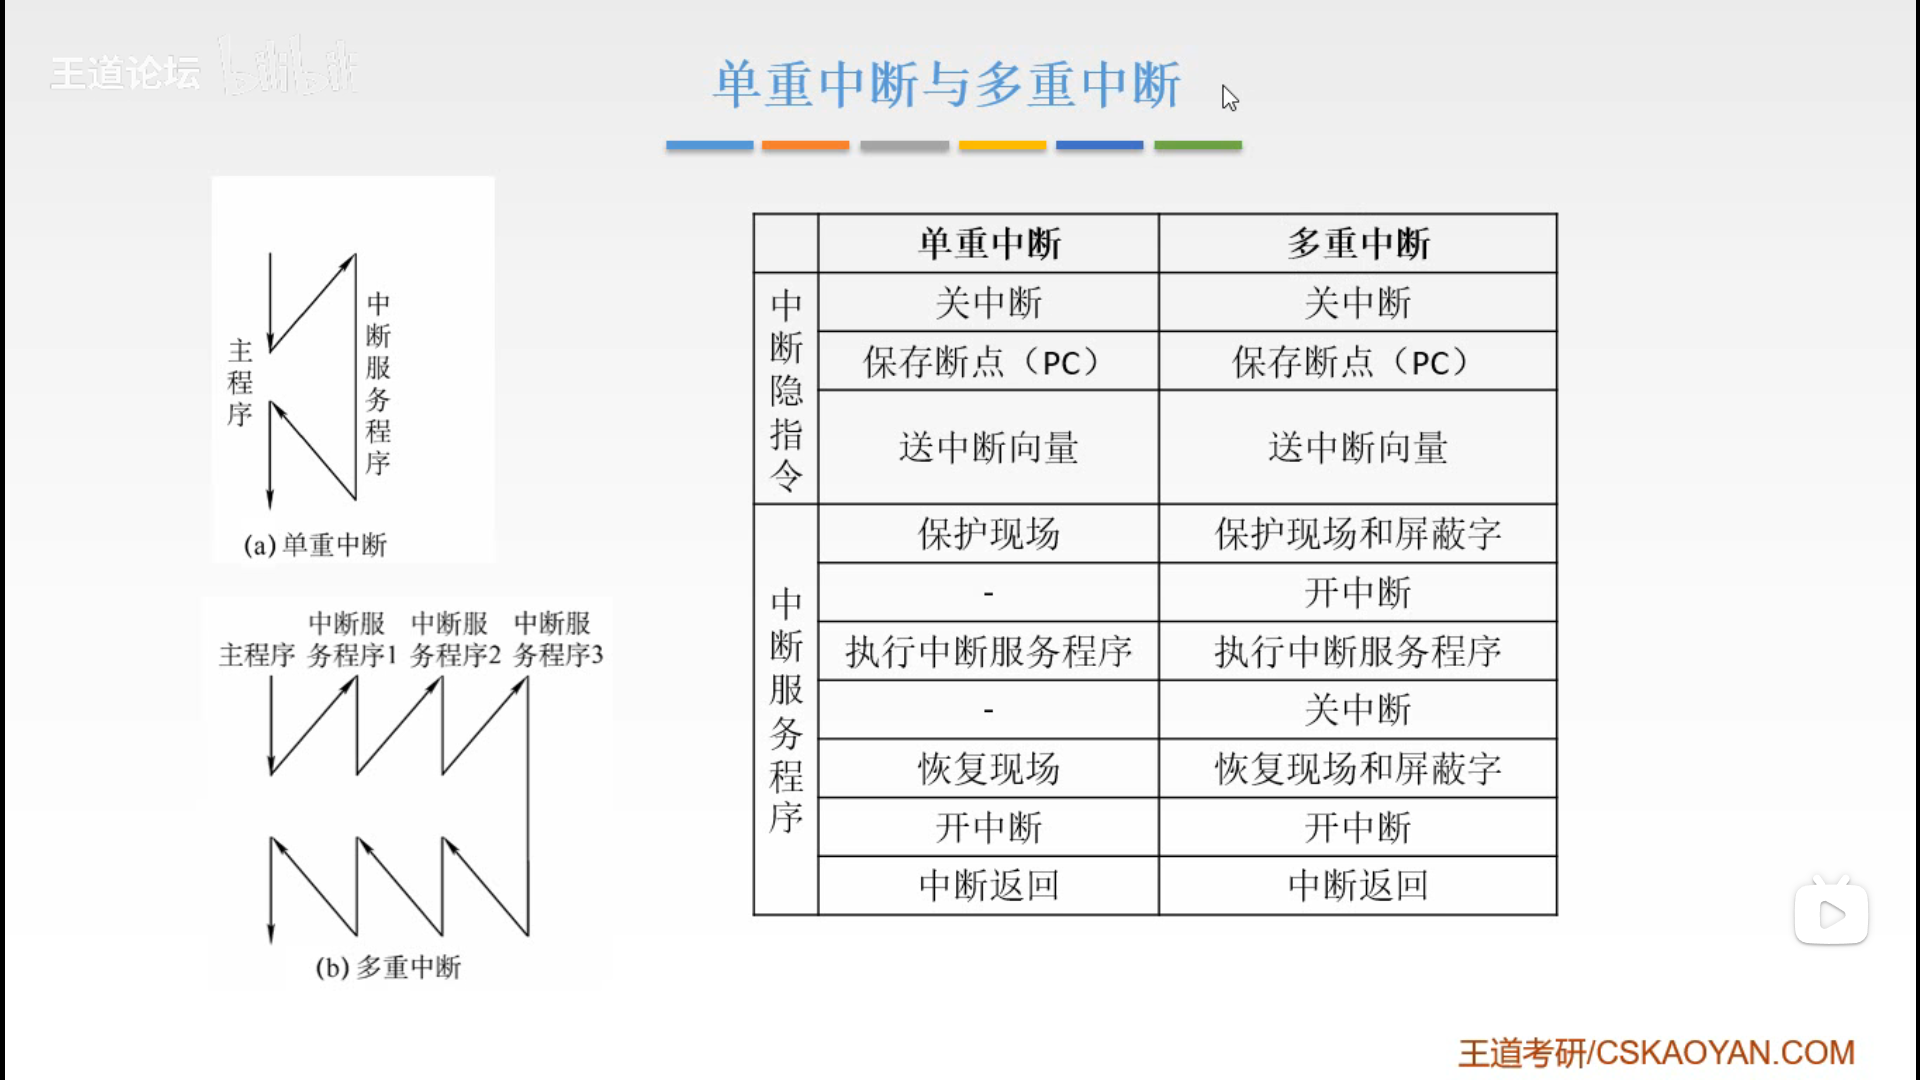 王道论坛 bilibili
单重中断与多重中断
主程序
中断服务程序
(a) 单重中断
主程序 中断服务程序1 中断服务程序2 中断服务程序3
(b) 多重中断
单重中断 多重中断
中断隐指令
关中断 关中断
保存断点（PC） 保存断点（PC）
送中断向量 送中断向量
中断服务程序
保护现场 保护现场和屏蔽字
- 开中断
执行中断服务程序 执行中断服务程序
- 关中断
恢复现场 恢复现场和屏蔽字
开中断 开中断
中断返回 中断返回
王道考研/CSKAOYAN.COM